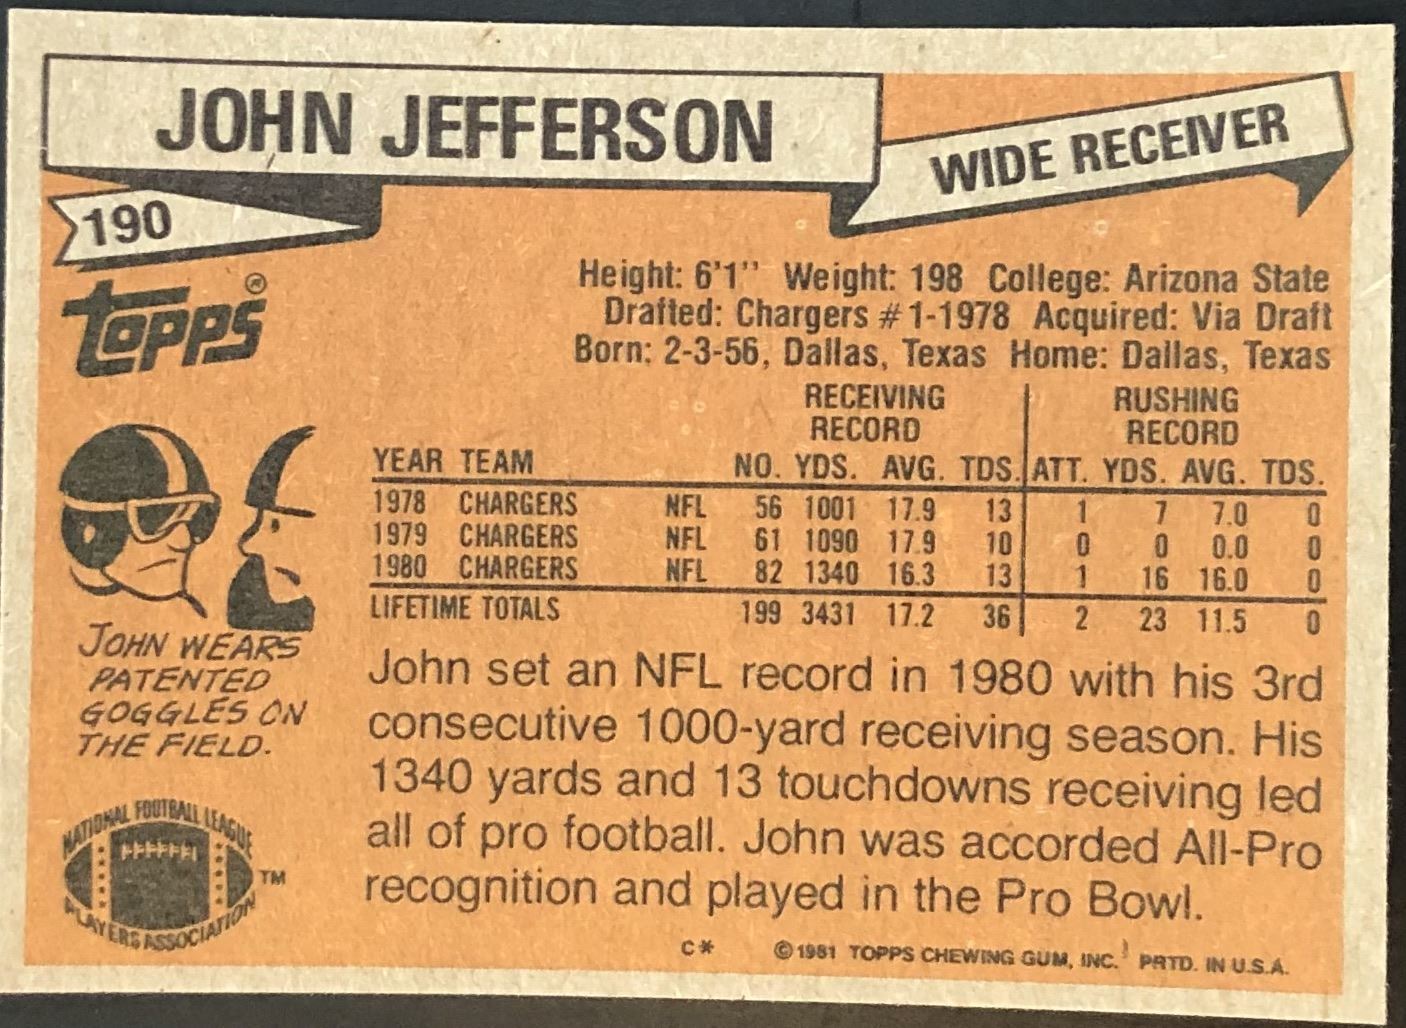 JOHN JEFFERSON
WIDE RECEIVER
190
TOPPS®
Height: 6'1'' Weight: 198 College: Arizona State
Drafted: Chargers #1-1978 Acquired: Via Draft
Born: 2-3-56, Dallas, Texas Home: Dallas, Texas
RECEIVING RECORD RUSHING RECORD
YEAR TEAM NO. YDS. AVG. TDS. ATT. YDS. AVG. TDS.
1978 CHARGERS NFL 56 1001 17.9 13 1 7 7.0 0
1979 CHARGERS NFL 61 1090 17.9 10 0 0 0.0 0
1980 CHARGERS NFL 82 1340 16.3 13 1 16 16.0 0
LIFETIME TOTALS 199 3431 17.2 36 2 23 11.5 0
JOHN WEARS
PATENTED
GOGGLES ON
THE FIELD.
John set an NFL record in 1980 with his 3rd
consecutive 1000-yard receiving season. His
1340 yards and 13 touchdowns receiving led
all of pro football. John was accorded All-Pro
recognition and played in the Pro Bowl.
NATIONAL FOOTBALL LEAGUE
PLAYERS ASSOCIATION
TM
C* ©1981 TOPPS CHEWING GUM, INC. PRTD. IN U.S.A.